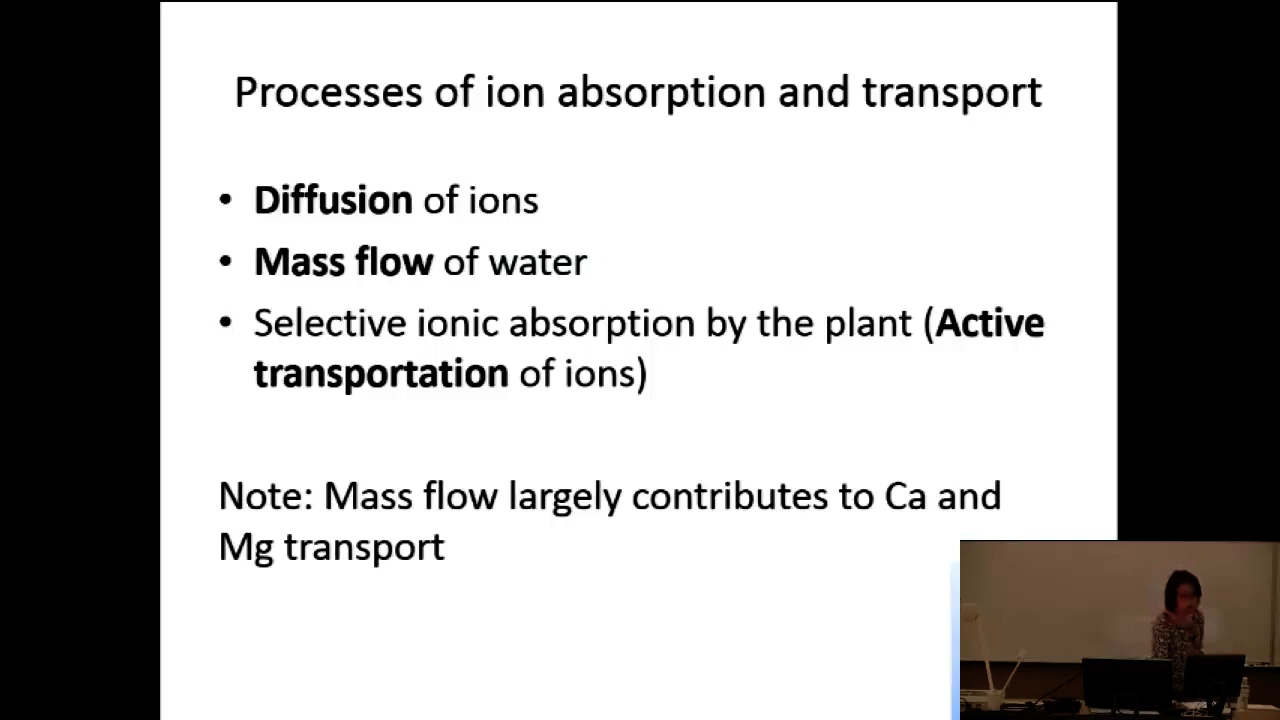 Processes of ion absorption and transport
• Diffusion of ions
• Mass flow of water
• Selective ionic absorption by the plant (Active
transportation of ions)
Note: Mass flow largely contributes to Ca and
Mg transport